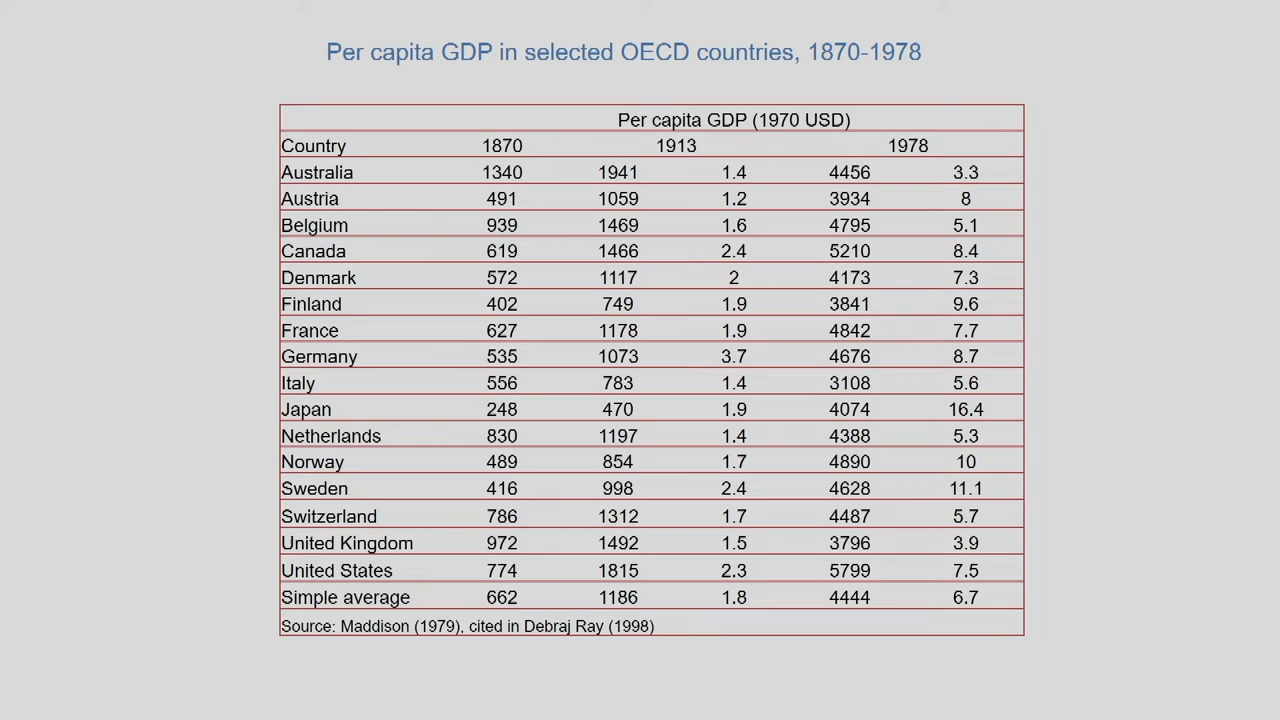 Per capita GDP in selected OECD countries, 1870-1978
Per capita GDP (1970 USD)
Country 1870 1913 1978
Australia 1340 1941 1.4 4456 3.3
Austria 491 1059 1.2 3934 8
Belgium 939 1469 1.6 4795 5.1
Canada 619 1466 2.4 5210 8.4
Denmark 572 1117 2 4173 7.3
Finland 402 749 1.9 3841 9.6
France 627 1178 1.9 4842 7.7
Germany 535 1073 3.7 4676 8.7
Italy 556 783 1.4 3108 5.6
Japan 248 470 1.9 4074 16.4
Netherlands 830 1197 1.4 4388 5.3
Norway 489 854 1.7 4890 10
Sweden 416 998 2.4 4628 11.1
Switzerland 786 1312 1.7 4487 5.7
United Kingdom 972 1492 1.5 3796 3.9
United States 774 1815 2.3 5799 7.5
Simple average 662 1186 1.8 4444 6.7
Source: Maddison (1979), cited in Debraj Ray (1998)